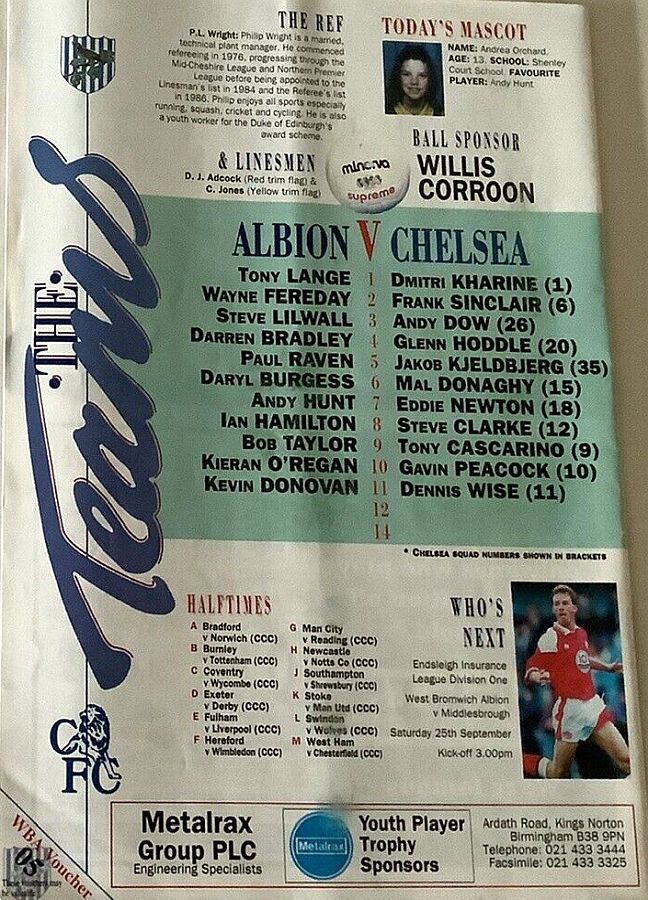 THE REF
P.L. Wright: Philip Wright is a married,
technical plant manager. He commenced
refereeing in 1976, progressing through the
Mid-Cheshire League and Northern Premier
League before being appointed to the
Linesman's list in 1984 and the Referee's list
in 1986. Philip enjoys all sports especially
running, squash, cricket and cycling. He is also
a youth worker for the Duke of Edinburgh's
award scheme.
& LINESMEN
D. J. Adcock (Red trim flag) &
C. Jones (Yellow trim flag)
TODAY'S MASCOT
NAME: Andrea Orchard.
AGE: 13. SCHOOL: Shenley
Court School. FAVOURITE
PLAYER: Andy Hunt
minerva
supreme
BALL SPONSOR
WILLIS
CORROON
•THE•
Teams
ALBION V CHELSEA
TONY LANGE 1 DMITRI KHARINE (1)
WAYNE FEREDAY 2 FRANK SINCLAIR (6)
STEVE LILWALL 3 ANDY DOW (26)
DARREN BRADLEY 4 GLENN HODDLE (20)
PAUL RAVEN 5 JAKOB KJELDBJERG (35)
DARYL BURGESS 6 MAL DONAGHY (15)
ANDY HUNT 7 EDDIE NEWTON (18)
IAN HAMILTON 8 STEVE CLARKE (12)
BOB TAYLOR 9 TONY CASCARINO (9)
KIERAN O'REGAN 10 GAVIN PEACOCK (10)
KEVIN DONOVAN 11 DENNIS WISE (11)
12
14
* CHELSEA SQUAD NUMBERS SHOWN IN BRACKETS
HALFTIMES
A Bradford
v Norwich (CCC)
B Burnley
v Tottenham (CCC)
C Coventry
v Wycombe (CCC)
D Exeter
v Derby (CCC)
E Fulham
v Liverpool (CCC)
F Hereford
v Wimbledon (CCC)
G Man City
v Reading (CCC)
H Newcastle
v Notts Co (CCC)
J Southampton
v Shrewsbury (CCC)
K Stoke
v Man Utd (CCC)
L Swindon
v Wolves (CCC)
M West Ham
v Chesterfield (CCC)
WHO'S
NEXT
Endsleigh Insurance
League Division One
West Bromwich Albion
v Middlesbrough
Saturday 25th September
Kick-off 3.00pm
CFC
WBA Voucher
03
These vouchers may
be valuable
Metalrax
Group PLC
Engineering Specialists
Metalrax
Youth Player
Trophy
Sponsors
Ardath Road, Kings Norton
Birmingham B38 9PN
Telephone: 021 433 3444
Facsimile: 021 433 3325